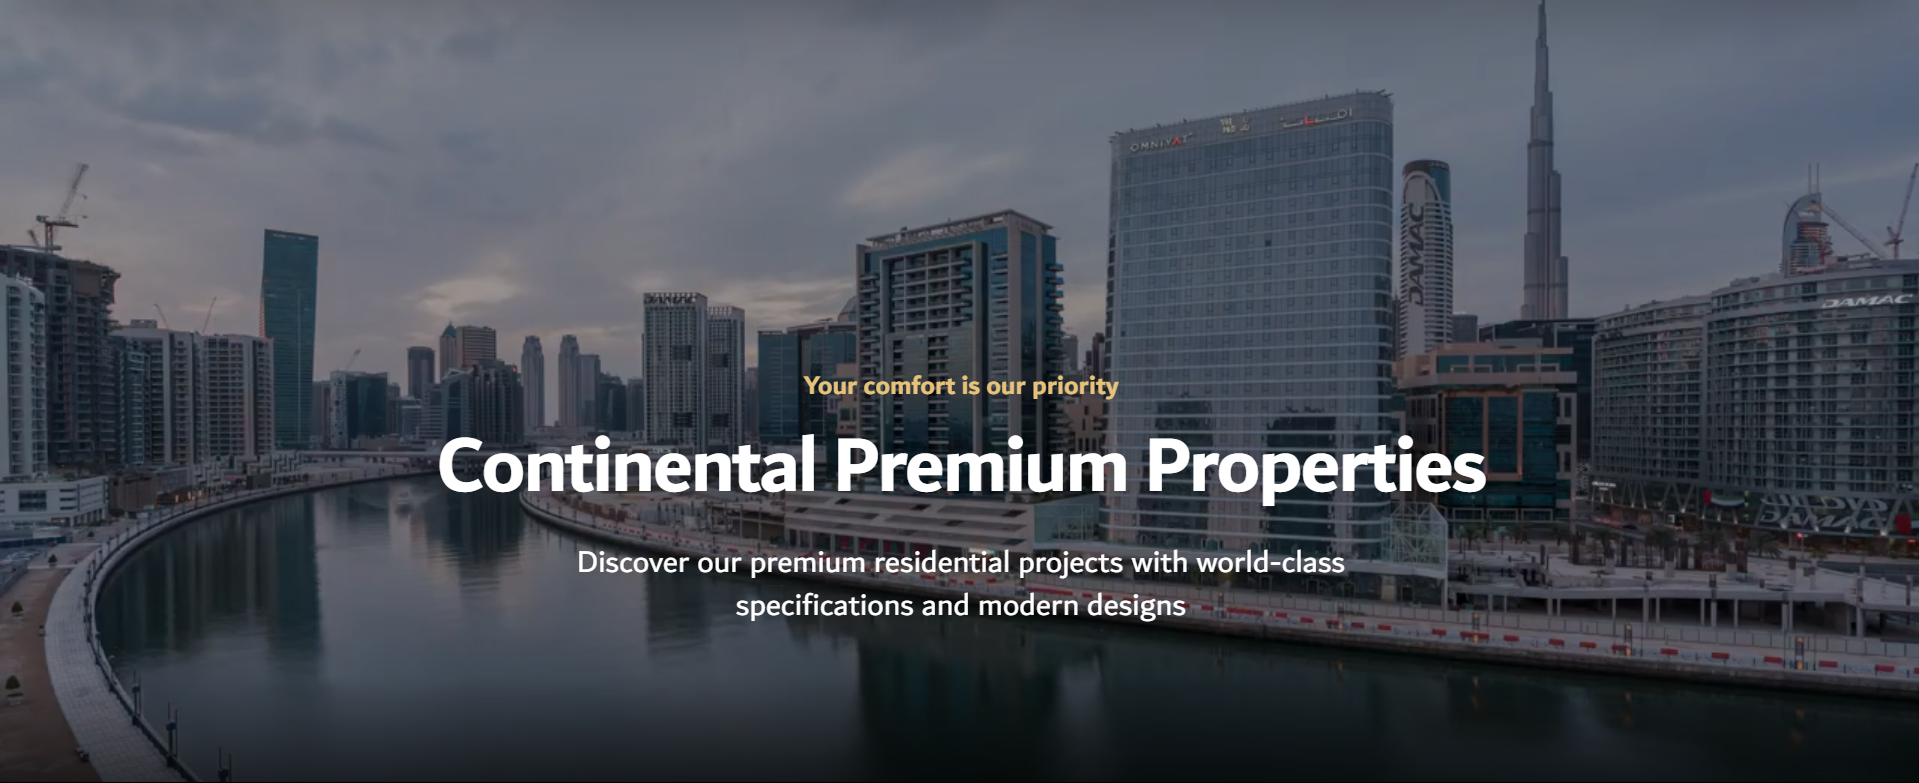 OMNIYAT
DAMAC
DAMAC
Your comfort is our priority
Continental Premium Properties
Discover our premium residential projects with world-class
specifications and modern designs
DAMAC